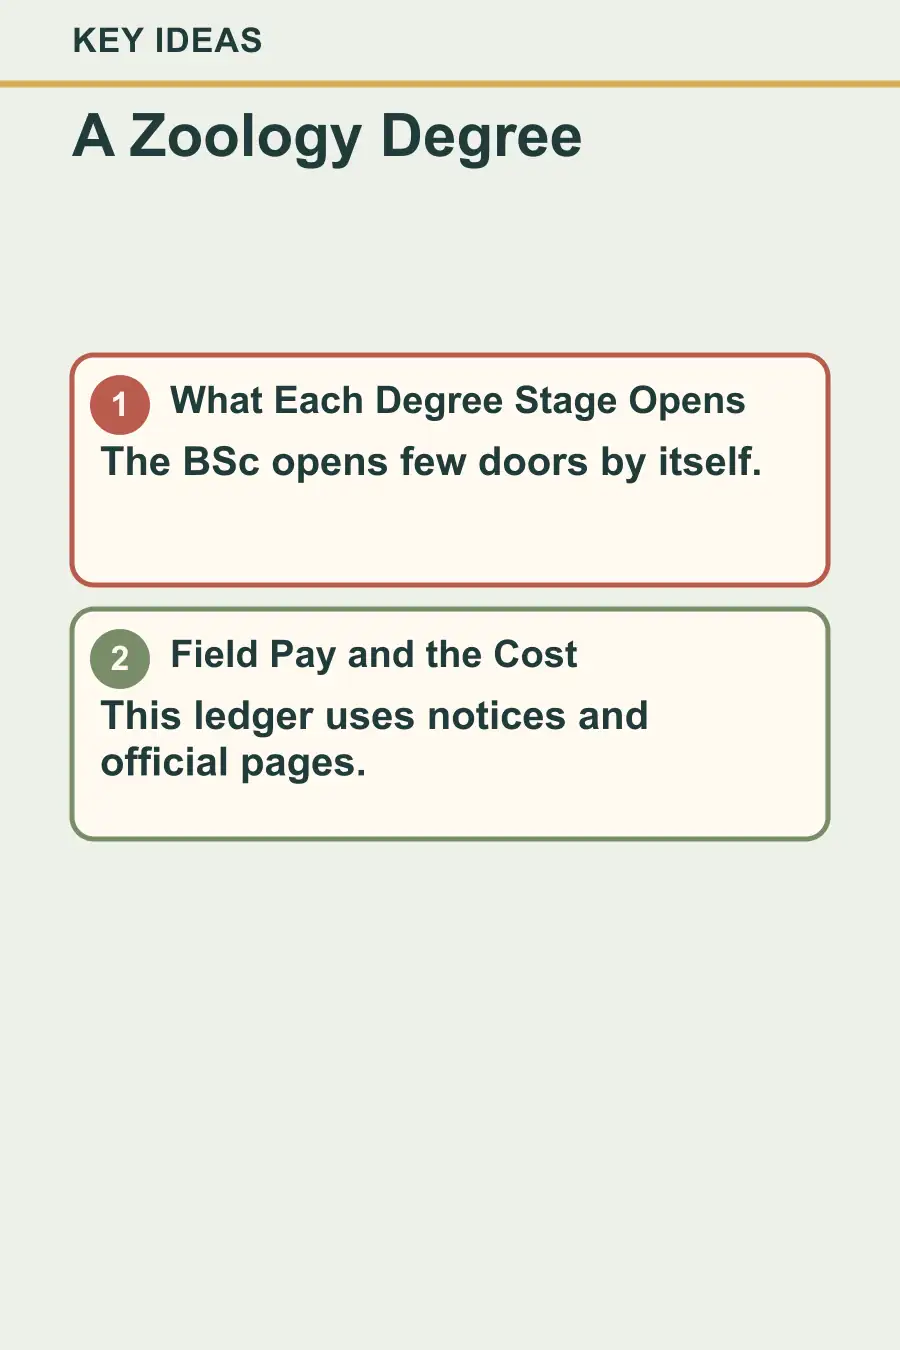 KEY IDEAS
A Zoology Degree
1 What Each Degree Stage Opens
The BSc opens few doors by itself.
2 Field Pay and the Cost
This ledger uses notices and
official pages.